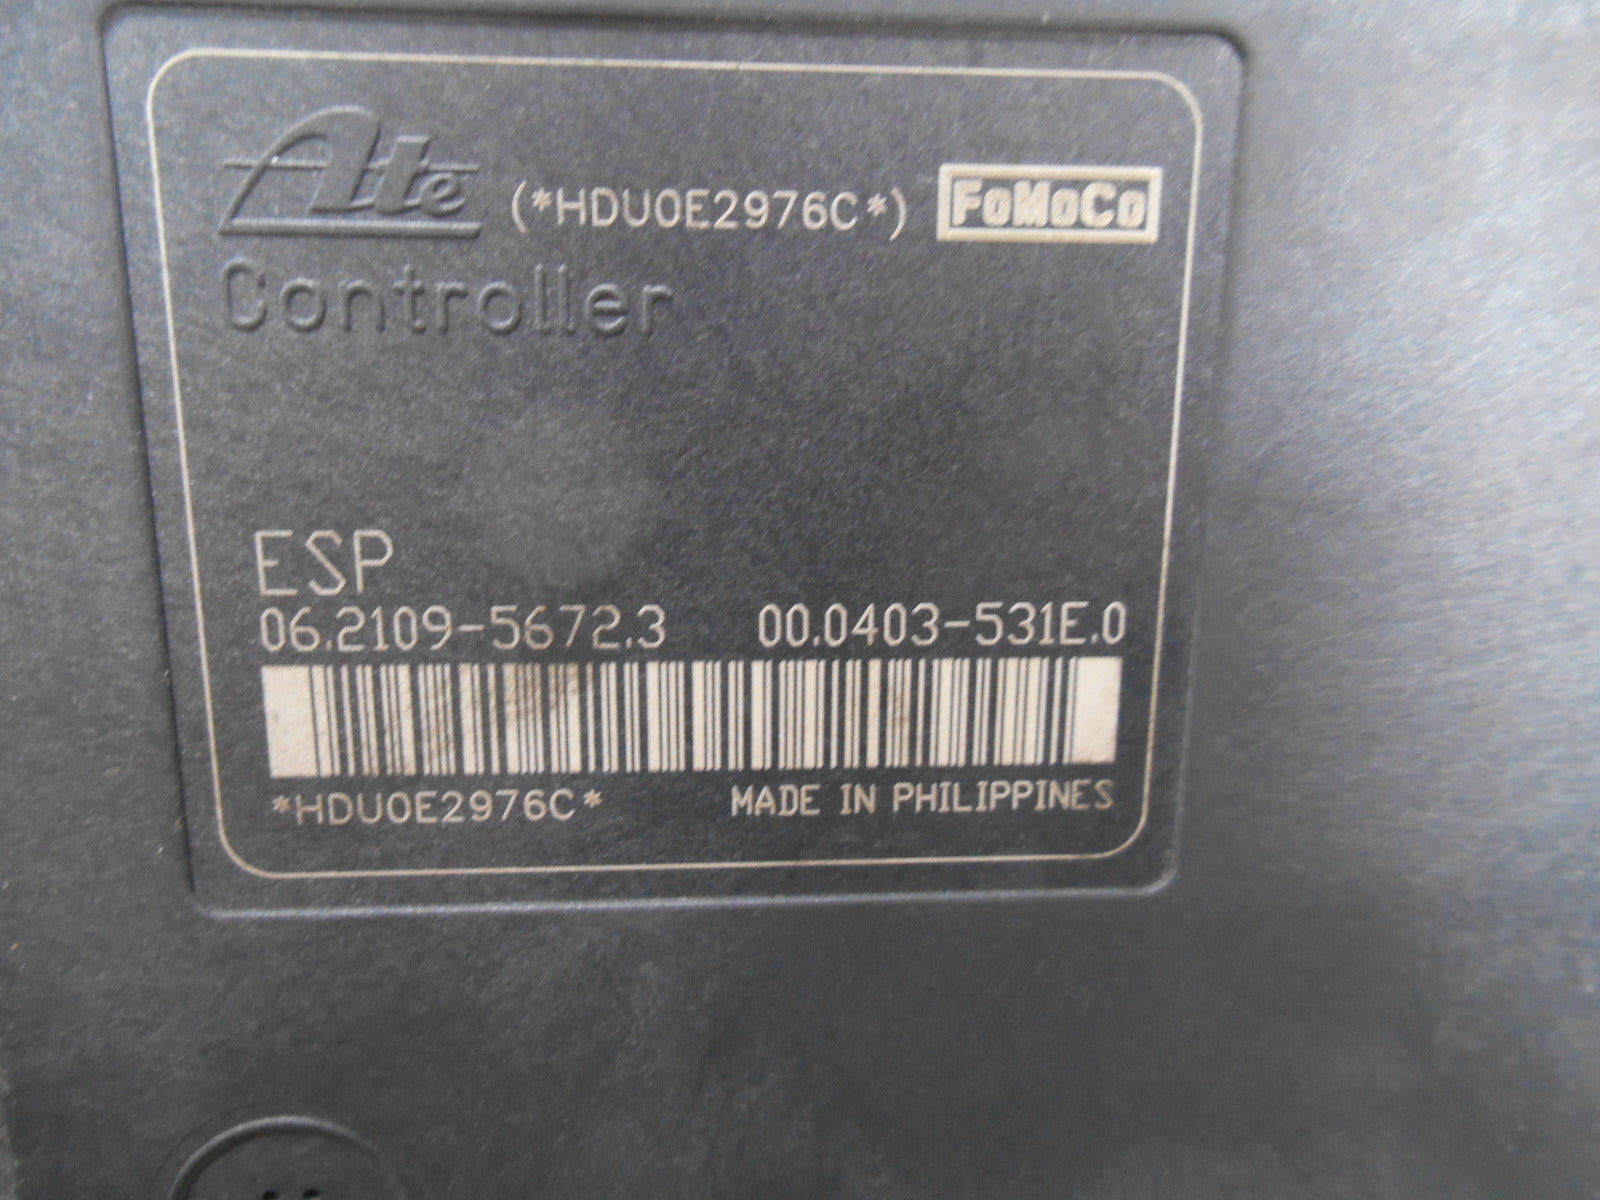 Ate (*HDU0E2976C*) FoMoCo
Controller
ESP
06.2109-5672.3 00.0403-531E.0
*HDU0E2976C* MADE IN PHILIPPINES